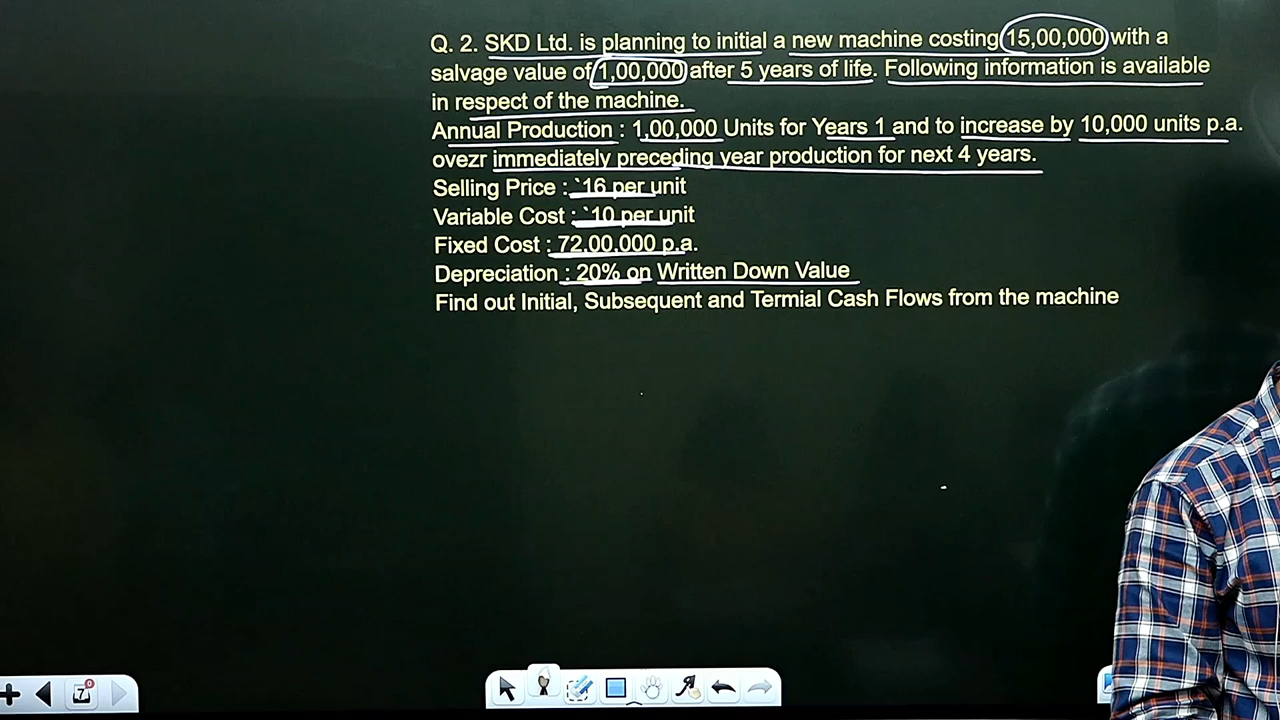 Q. 2. SKD Ltd. is planning to initial a new machine costing 15,00,000 with a
salvage value of 1,00,000 after 5 years of life. Following information is available
in respect of the machine.
Annual Production : 1,00,000 Units for Years 1 and to increase by 10,000 units p.a.
ovezr immediately preceding year production for next 4 years.
Selling Price : `16 per unit
Variable Cost : `10 per unit
Fixed Cost : 72,00,000 p.a.
Depreciation : 20% on Written Down Value
Find out Initial, Subsequent and Termial Cash Flows from the machine
7
0